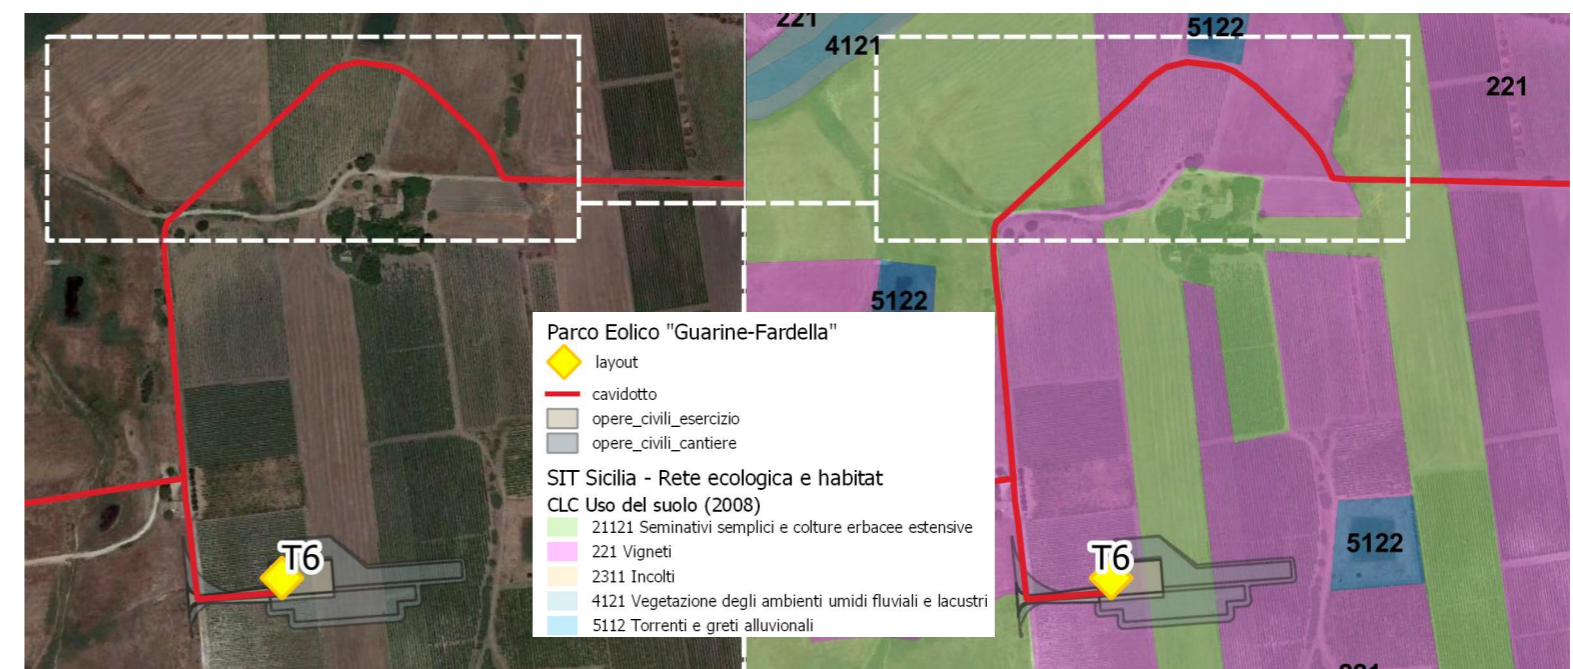 221
5122
4121
221
5122
Parco Eolico "Guarine-Fardella"
layout
cavidotto
opere_civili_esercizio
opere_civili_cantiere
SIT Sicilia - Rete ecologica e habitat
CLC Uso del suolo (2008)
21121 Seminativi semplici e colture erbacee estensive
221 Vigneti
2311 Incolti
4121 Vegetazione degli ambienti umidi fluviali e lacustri
5112 Torrenti e greti alluvionali
5122
T6
T6
221